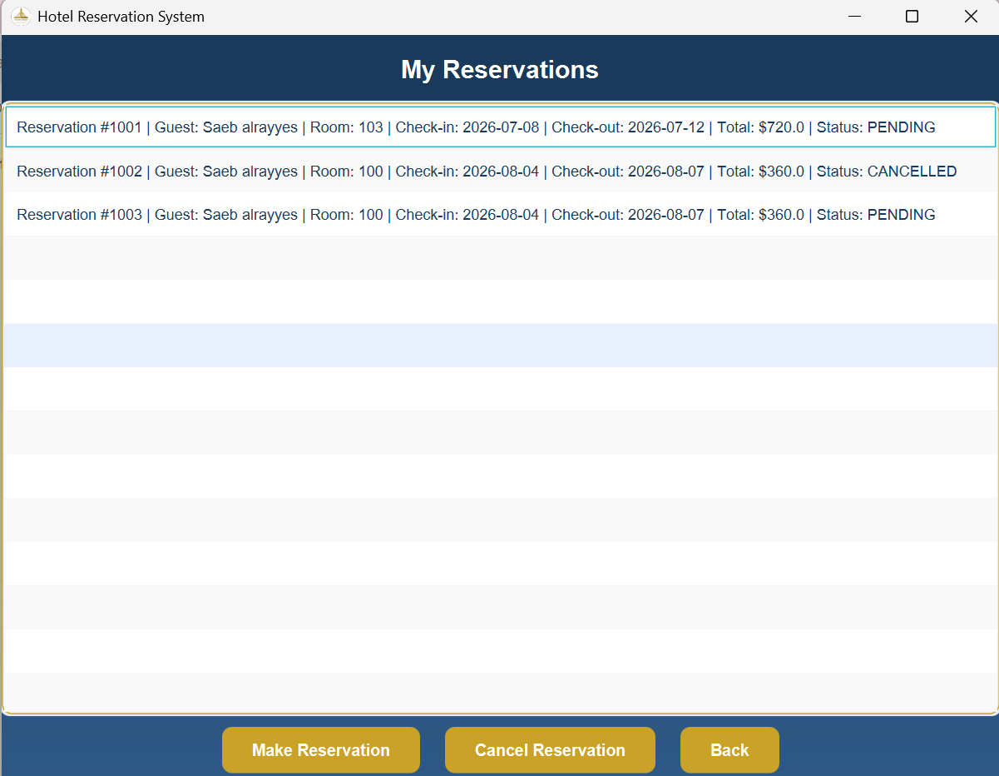 Hotel Reservation System
My Reservations
Reservation #1001 | Guest: Saeb alrayyes | Room: 103 | Check-in: 2026-07-08 | Check-out: 2026-07-12 | Total: $720.0 | Status: PENDING
Reservation #1002 | Guest: Saeb alrayyes | Room: 100 | Check-in: 2026-08-04 | Check-out: 2026-08-07 | Total: $360.0 | Status: CANCELLED
Reservation #1003 | Guest: Saeb alrayyes | Room: 100 | Check-in: 2026-08-04 | Check-out: 2026-08-07 | Total: $360.0 | Status: PENDING
Make Reservation
Cancel Reservation
Back